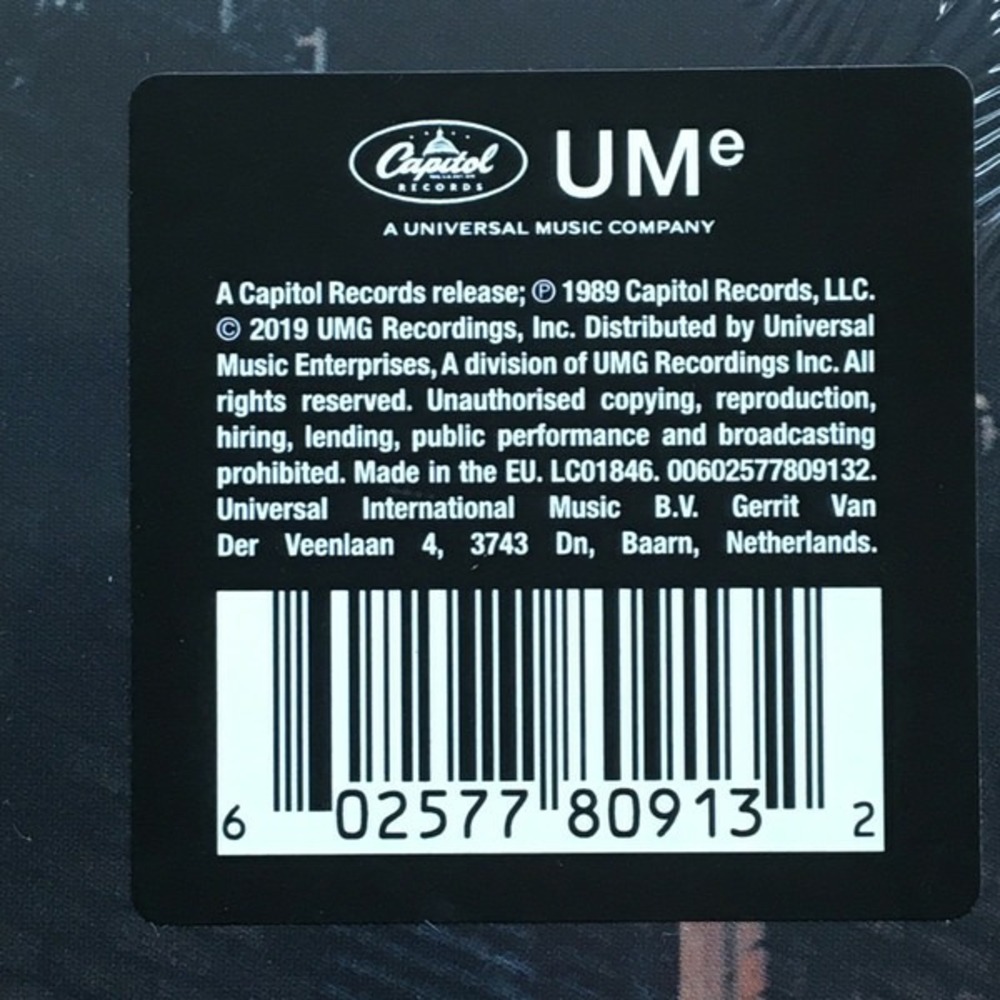 Capitol
RECORDS
UMe
A UNIVERSAL MUSIC COMPANY
A Capitol Records release; ℗ 1989 Capitol Records, LLC.
© 2019 UMG Recordings, Inc. Distributed by Universal
Music Enterprises, A division of UMG Recordings Inc. All
rights reserved. Unauthorised copying, reproduction,
hiring, lending, public performance and broadcasting
prohibited. Made in the EU. LC01846. 00602577809132.
Universal International Music B.V. Gerrit Van
Der Veenlaan 4, 3743 Dn, Baarn, Netherlands.
6 02577 80913 2